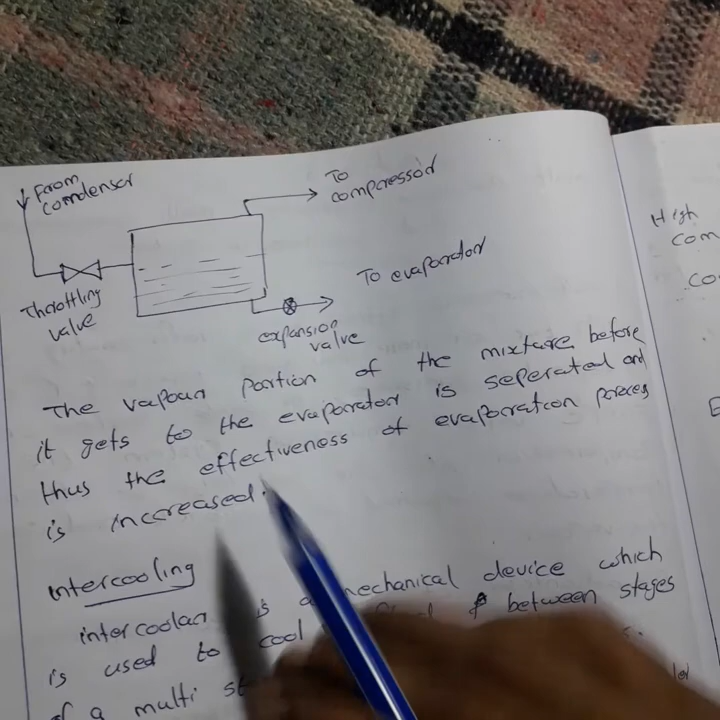 From
condensor
To
compressor
To evaporator
Throttling
valve
expansion
valve
The vapour portion of the mixture before
it gets to the evaporator is seperated and
thus the effectiveness of evaporation process
is increased.
intercooling
intercooler is a mechanical device which
is used to cool between stages
of a multi
High
com
co